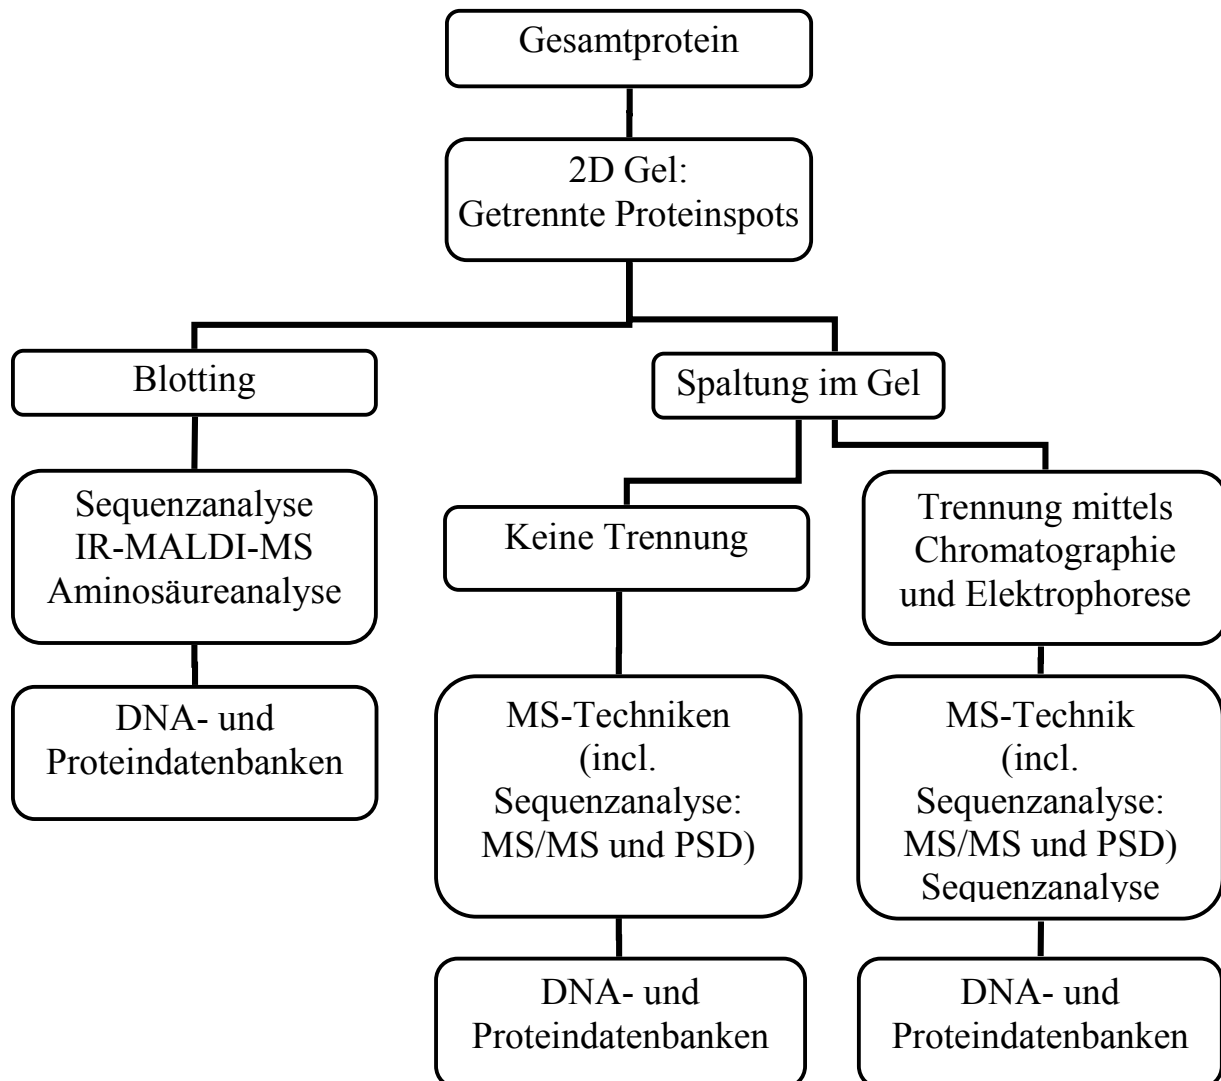 Gesamtprotein
2D Gel:
Getrennte Proteinspots
Blotting
Spaltung im Gel
Sequenzanalyse
IR-MALDI-MS
Aminosäureanalyse
Keine Trennung
Trennung mittels
Chromatographie
und Elektrophorese
DNA- und
Proteindatenbanken
MS-Techniken
(incl.
Sequenzanalyse:
MS/MS und PSD)
MS-Technik
(incl.
Sequenzanalyse:
MS/MS und PSD)
Sequenzanalyse
DNA- und
Proteindatenbanken
DNA- und
Proteindatenbanken